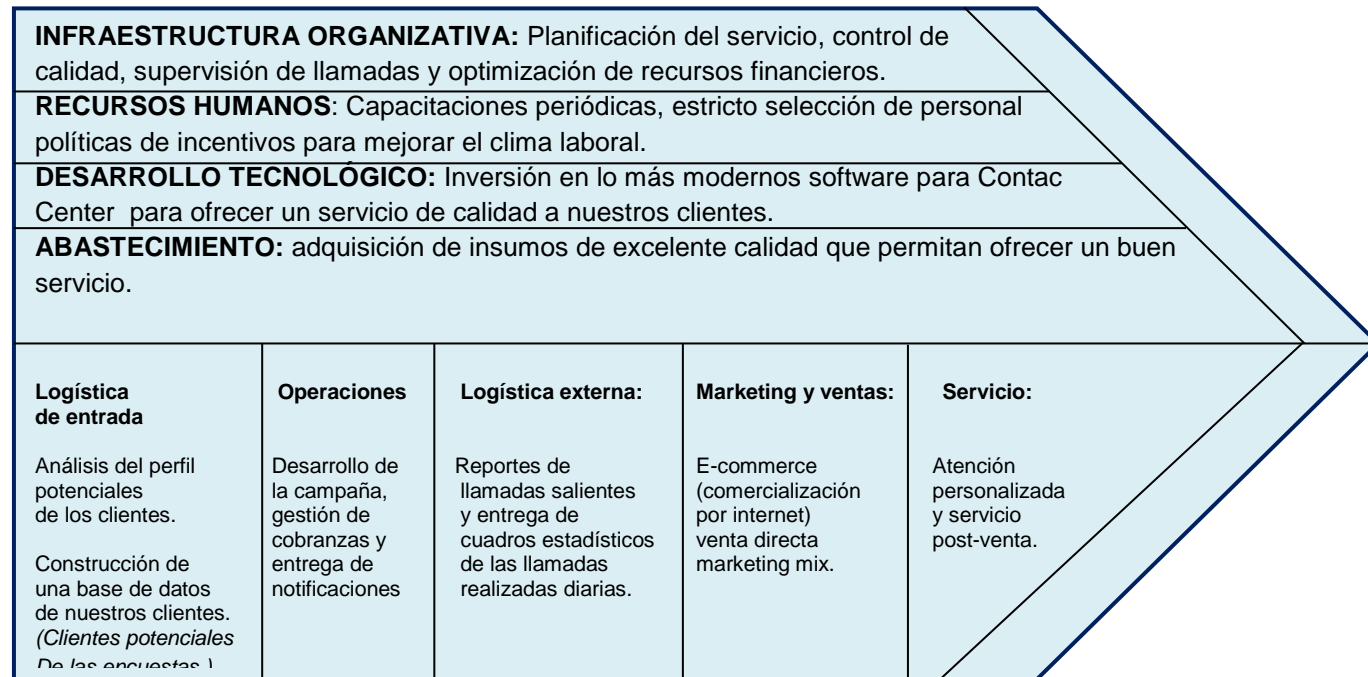 INFRAESTRUCTURA ORGANIZATIVA: Planificación del servicio, control de
calidad, supervisión de llamadas y optimización de recursos financieros.
RECURSOS HUMANOS: Capacitaciones periódicas, estricto selección de personal
políticas de incentivos para mejorar el clima laboral.
DESARROLLO TECNOLÓGICO: Inversión en lo más modernos software para Contac
Center para ofrecer un servicio de calidad a nuestros clientes.
ABASTECIMIENTO: adquisición de insumos de excelente calidad que permitan ofrecer un buen
servicio.
Logística
de entrada
Análisis del perfil
potenciales
de los clientes.
Construcción de
una base de datos
de nuestros clientes.
(Clientes potenciales
De las encuestas.)
Operaciones
Desarrollo de
la campaña,
gestión de
cobranzas y
entrega de
notificaciones
Logística externa:
Reportes de
llamadas salientes
y entrega de
cuadros estadísticos
de las llamadas
realizadas diarias.
Marketing y ventas:
E-commerce
(comercialización
por internet)
venta directa
marketing mix.
Servicio:
Atención
personalizada
y servicio
post-venta.